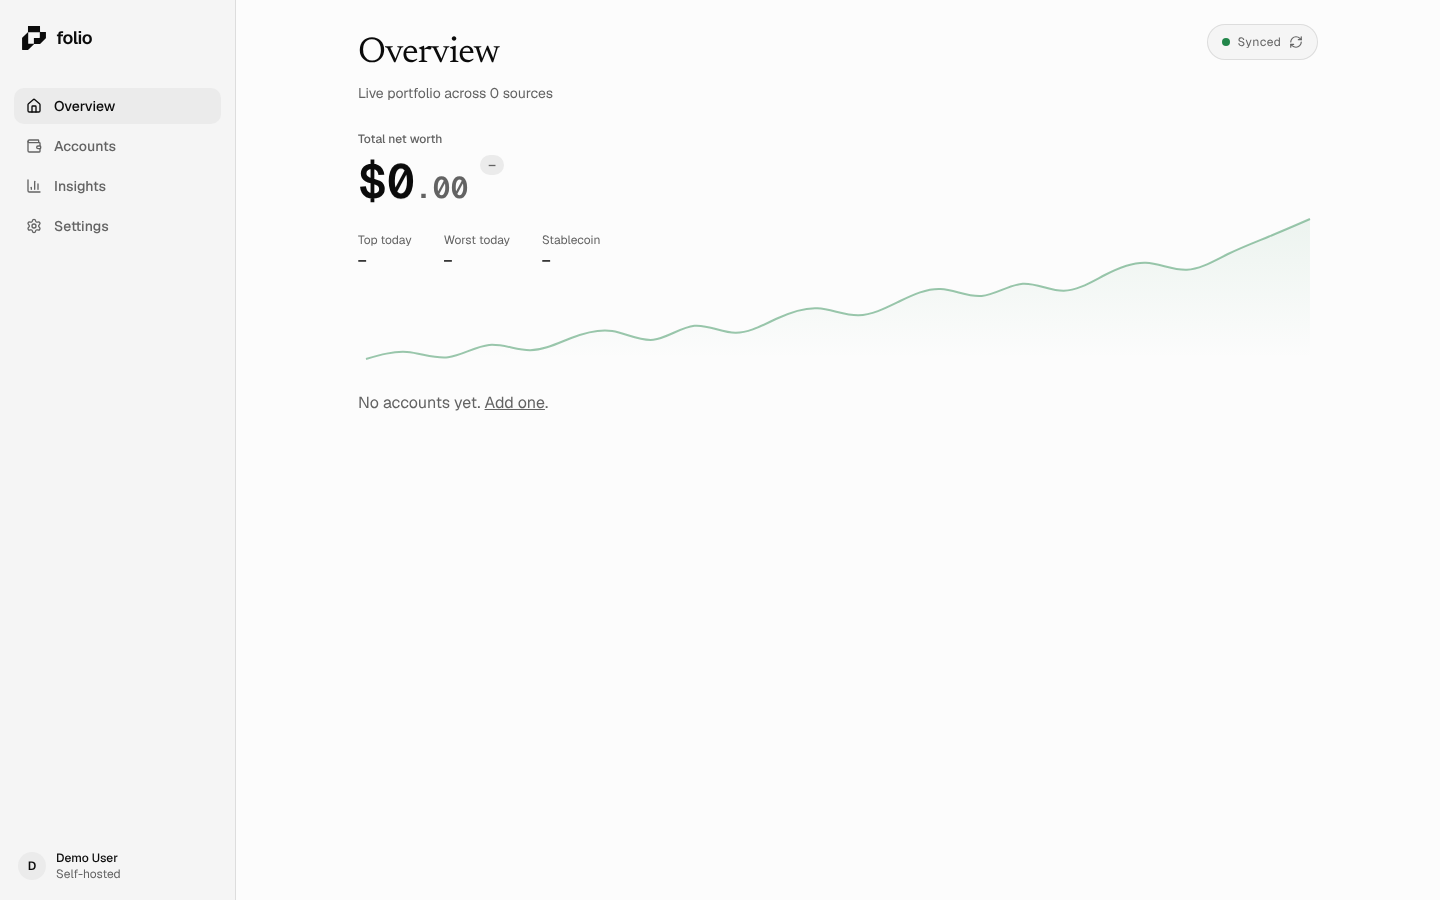 folio
Overview
Accounts
Insights
Settings
Overview
Synced
Live portfolio across 0 sources
Total net worth
$0.00
–
Top today
Worst today
Stablecoin
–
–
–
No accounts yet. Add one.
D
Demo User
Self-hosted